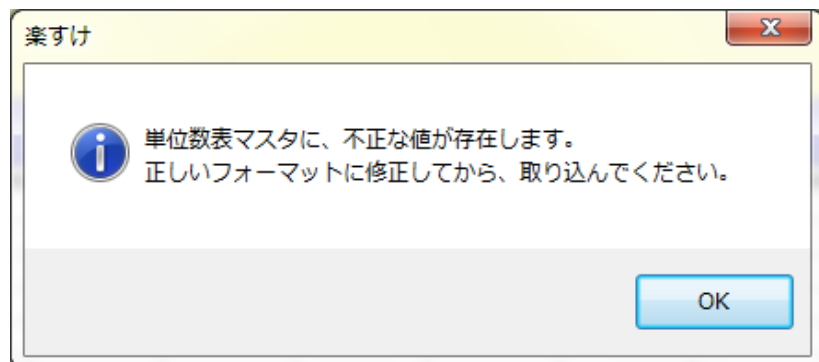 楽すけ
単位数表マスタに、不正な値が存在します。
正しいフォーマットに修正してから、取り込んでください。
OK